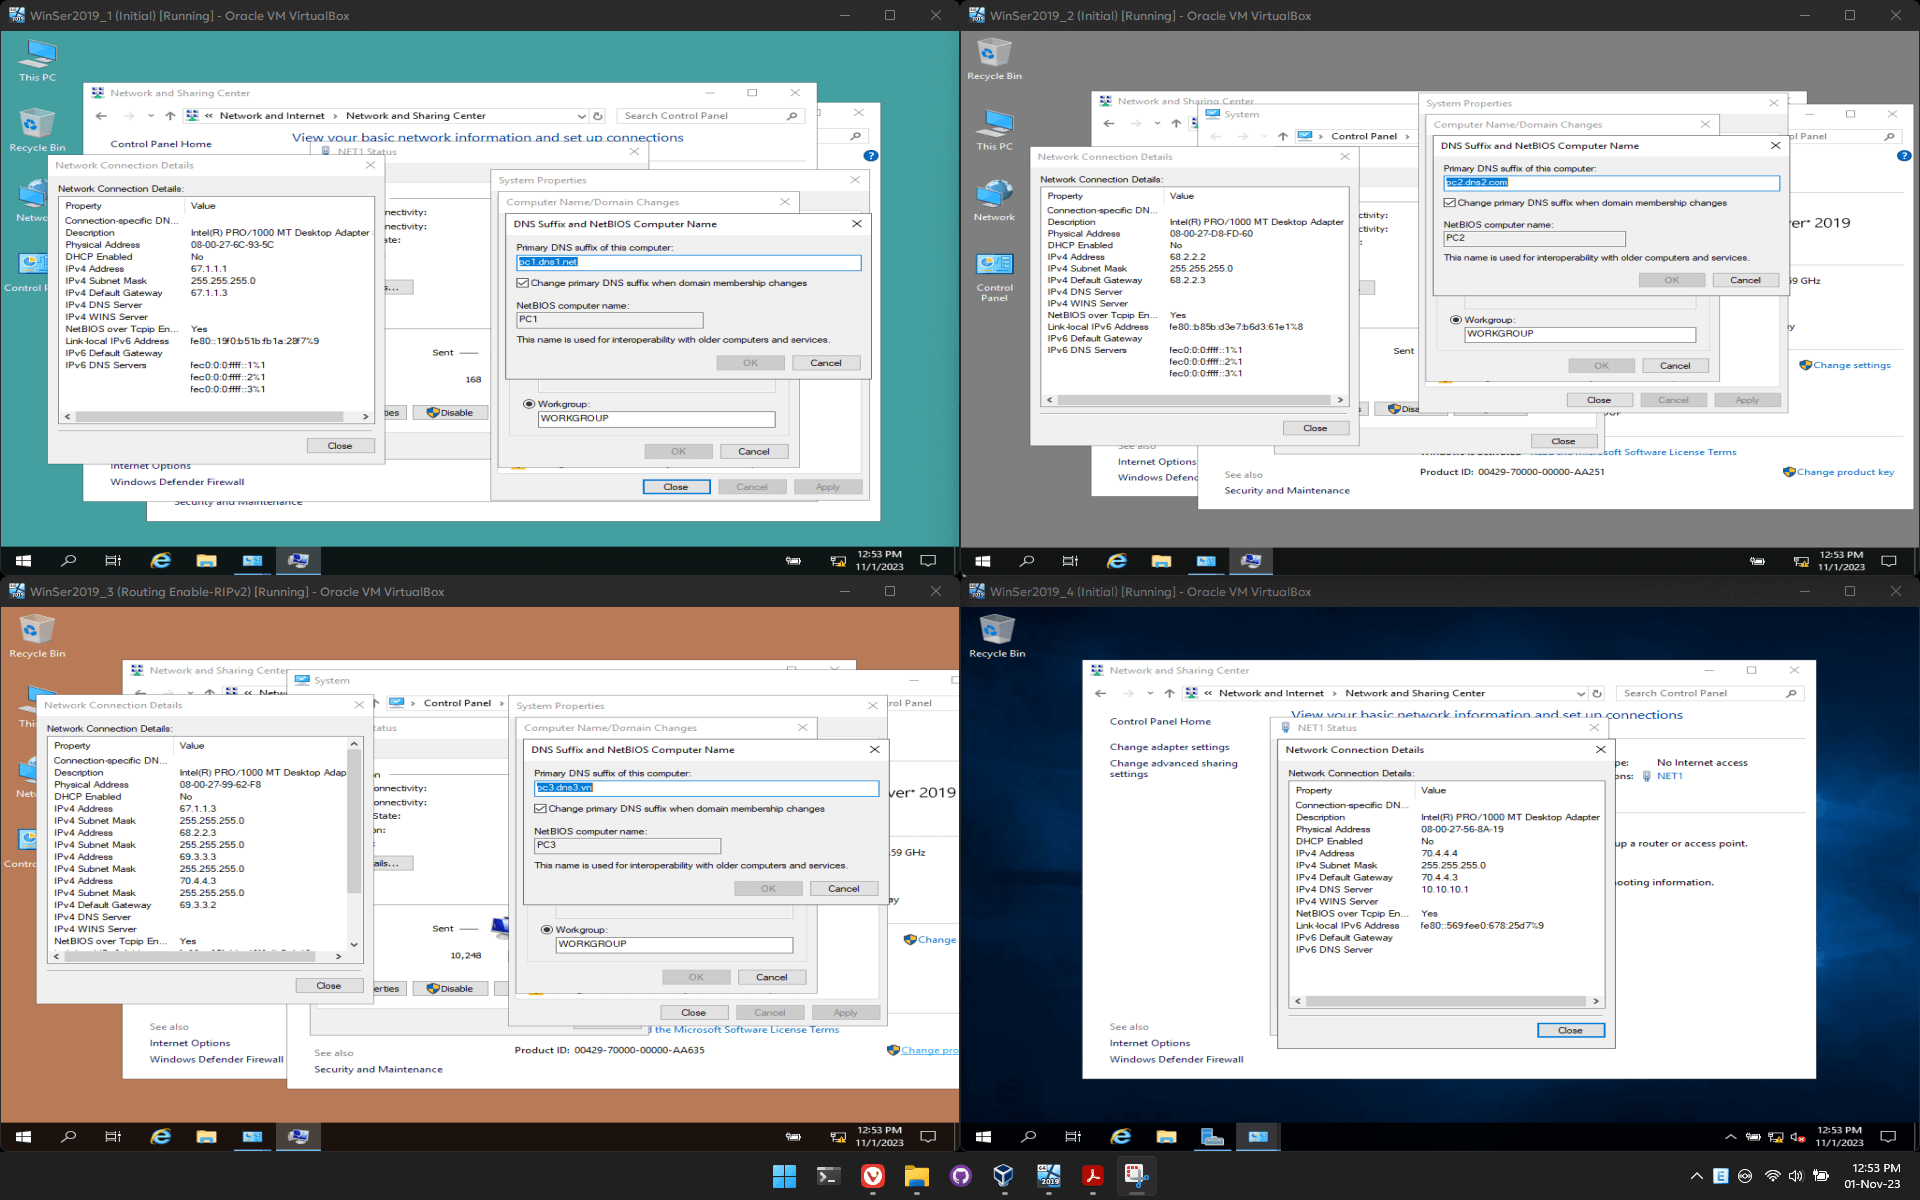 WinSer2019_1 (Initial) [Running] - Oracle VM VirtualBox
This PC
Recycle Bin
Network and Sharing Center
Network and Internet > Network and Sharing Center
Search Control Panel
Control Panel Home
View your basic network information and set up connections
NET1 Status
Network Connection Details
Network Connection Details:
Property Value
Connection-specific DN...
Description Intel(R) PRO/1000 MT Desktop Adapter
Physical Address 08-00-27-6C-93-5C
DHCP Enabled No
IPv4 Address 67.1.1.1
IPv4 Subnet Mask 255.255.255.0
IPv4 Default Gateway 67.1.1.3
IPv4 DNS Server
IPv4 WINS Server
NetBIOS over Tcpip En... Yes
Link-local IPv6 Address fe80::19f0:b51b:fb1a:28f7%9
IPv6 Default Gateway
IPv6 DNS Servers fec0:0:0:ffff::1%1
fec0:0:0:ffff::2%1
fec0:0:0:ffff::3%1
Close
Sent
168
Disable
Internet Options
Windows Defender Firewall
Security and Maintenance
System Properties
Computer Name/Domain Changes
DNS Suffix and NetBIOS Computer Name
Primary DNS suffix of this computer:
pc1.dns1.net
Change primary DNS suffix when domain membership changes
NetBIOS computer name:
PC1
This name is used for interoperability with older computers and services.
OK Cancel
Workgroup:
WORKGROUP
OK Cancel
Close Cancel Apply
12:53 PM
11/1/2023
WinSer2019_2 (Initial) [Running] - Oracle VM VirtualBox
Recycle Bin
This PC
Network
Control
Panel
Network and Sharing Center
System
Control Panel >
Network Connection Details
Network Connection Details:
Property Value
Connection-specific DN...
Description Intel(R) PRO/1000 MT Desktop Adapter
Physical Address 08-00-27-D8-FD-60
DHCP Enabled No
IPv4 Address 68.2.2.2
IPv4 Subnet Mask 255.255.255.0
IPv4 Default Gateway 68.2.2.3
IPv4 DNS Server
IPv4 WINS Server
NetBIOS over Tcpip En... Yes
Link-local IPv6 Address fe80::b85b:d3e7:b6d3:61e1%8
IPv6 Default Gateway
IPv6 DNS Servers fec0:0:0:ffff::1%1
fec0:0:0:ffff::2%1
fec0:0:0:ffff::3%1
Close
Sent
System Properties
Computer Name/Domain Changes
DNS Suffix and NetBIOS Computer Name
Primary DNS suffix of this computer:
pc2.dns2.com
Change primary DNS suffix when domain membership changes
NetBIOS computer name:
PC2
This name is used for interoperability with older computers and services.
OK Cancel
Workgroup:
WORKGROUP
OK Cancel
Close Cancel Apply
Close
2019
GHz
Change settings
Microsoft Software License Terms
Product ID: 00429-70000-00000-AA251
Change product key
Internet Options
See also
Security and Maintenance
12:53 PM
11/1/2023
WinSer2019_3 (Routing Enable-RIPv2) [Running] - Oracle VM VirtualBox
Recycle Bin
Network and Sharing Center
System
Control Panel >
Network Connection Details
Network Connection Details:
Property Value
Connection-specific DN...
Description Intel(R) PRO/1000 MT Desktop Adap
Physical Address 08-00-27-99-62-F8
DHCP Enabled No
IPv4 Address 67.1.1.3
IPv4 Subnet Mask 255.255.255.0
IPv4 Address 68.2.2.3
IPv4 Subnet Mask 255.255.255.0
IPv4 Address 69.3.3.3
IPv4 Subnet Mask 255.255.255.0
IPv4 Address 70.4.4.3
IPv4 Subnet Mask 255.255.255.0
IPv4 Default Gateway 69.3.3.2
IPv4 DNS Server
IPv4 WINS Server
NetBIOS over Tcpip En... Yes
Close
Sent
10,248
Disable
System Properties
Computer Name/Domain Changes
DNS Suffix and NetBIOS Computer Name
Primary DNS suffix of this computer:
pc3.dns3.vn
Change primary DNS suffix when domain membership changes
NetBIOS computer name:
PC3
This name is used for interoperability with older computers and services.
OK Cancel
Workgroup:
WORKGROUP
OK Cancel
Close Cancel Apply
2019
59 GHz
Change
the Microsoft Software License Terms
Product ID: 00429-70000-00000-AA635
Change pro
See also
Internet Options
Windows Defender Firewall
See also
Security and Maintenance
12:53 PM
11/1/2023
WinSer2019_4 (Initial) [Running] - Oracle VM VirtualBox
Recycle Bin
Network and Sharing Center
Network and Internet > Network and Sharing Center
Search Control Panel
Control Panel Home
Change adapter settings
Change advanced sharing
settings
View your basic network information and set up connections
NET1 Status
Network Connection Details
Network Connection Details:
Property Value
Connection-specific DN...
Description Intel(R) PRO/1000 MT Desktop Adapter
Physical Address 08-00-27-56-8A-19
DHCP Enabled No
IPv4 Address 70.4.4.4
IPv4 Subnet Mask 255.255.255.0
IPv4 Default Gateway 70.4.4.3
IPv4 DNS Server 10.10.10.1
IPv4 WINS Server
NetBIOS over Tcpip En... Yes
Link-local IPv6 Address fe80::569:fee0:678:25d7%9
IPv6 Default Gateway
IPv6 DNS Server
Close
No Internet access
NET1
up a router or access point.
ooting information.
See also
Internet Options
Windows Defender Firewall
12:53 PM
11/1/2023
12:53 PM
01-Nov-23